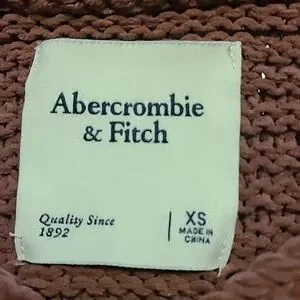 Abercrombie
& Fitch
Quality Since
1892
XS
MADE IN
CHINA